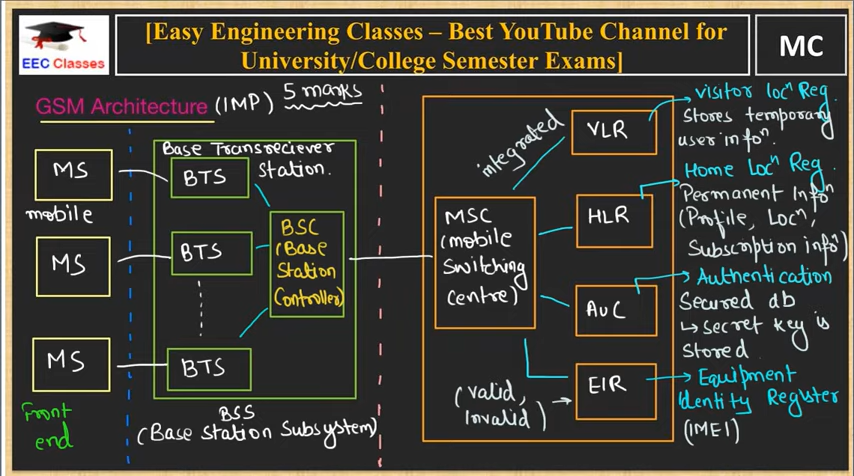 EEC Classes
[Easy Engineering Classes – Best YouTube Channel for
University/College Semester Exams]
MC
GSM Architecture (IMP) 5 marks
MS
mobile
MS
MS
Front
end
Base Transreciever
Station.
BTS
BTS
BTS
BSC
(Base
Station
Controller)
BSS
(Base Station Subsystem)
MSC
(mobile
Switching
Centre)
integrated
VLR
HLR
AUC
EIR
(valid,
Invalid)
visitor locⁿ Reg.
Stores temporary
user infoⁿ.
Home Locⁿ Reg.
Permanent Infoⁿ
(Profile, Locⁿ,
Subscription infoⁿ)
Authentication
Secured db
↳ Secret key is
Stored.
Equipment
Identity Register
(IMEI)